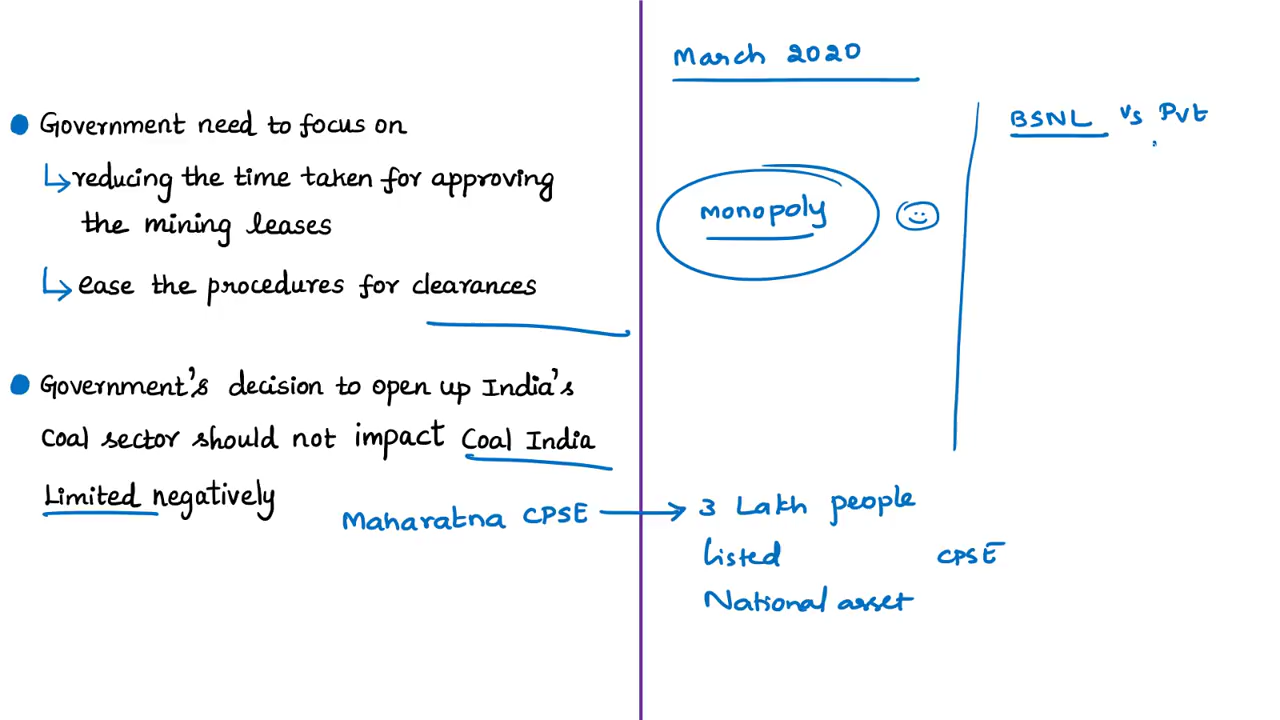 Government need to focus on
reducing the time taken for approving
the mining leases
ease the procedures for clearances
Government's decision to open up India's
Coal sector should not impact Coal India
Limited negatively
Maharatna CPSE → 3 Lakh people
Listed CPSE
National asset
March 2020
monopoly
BSNL vs Pvt